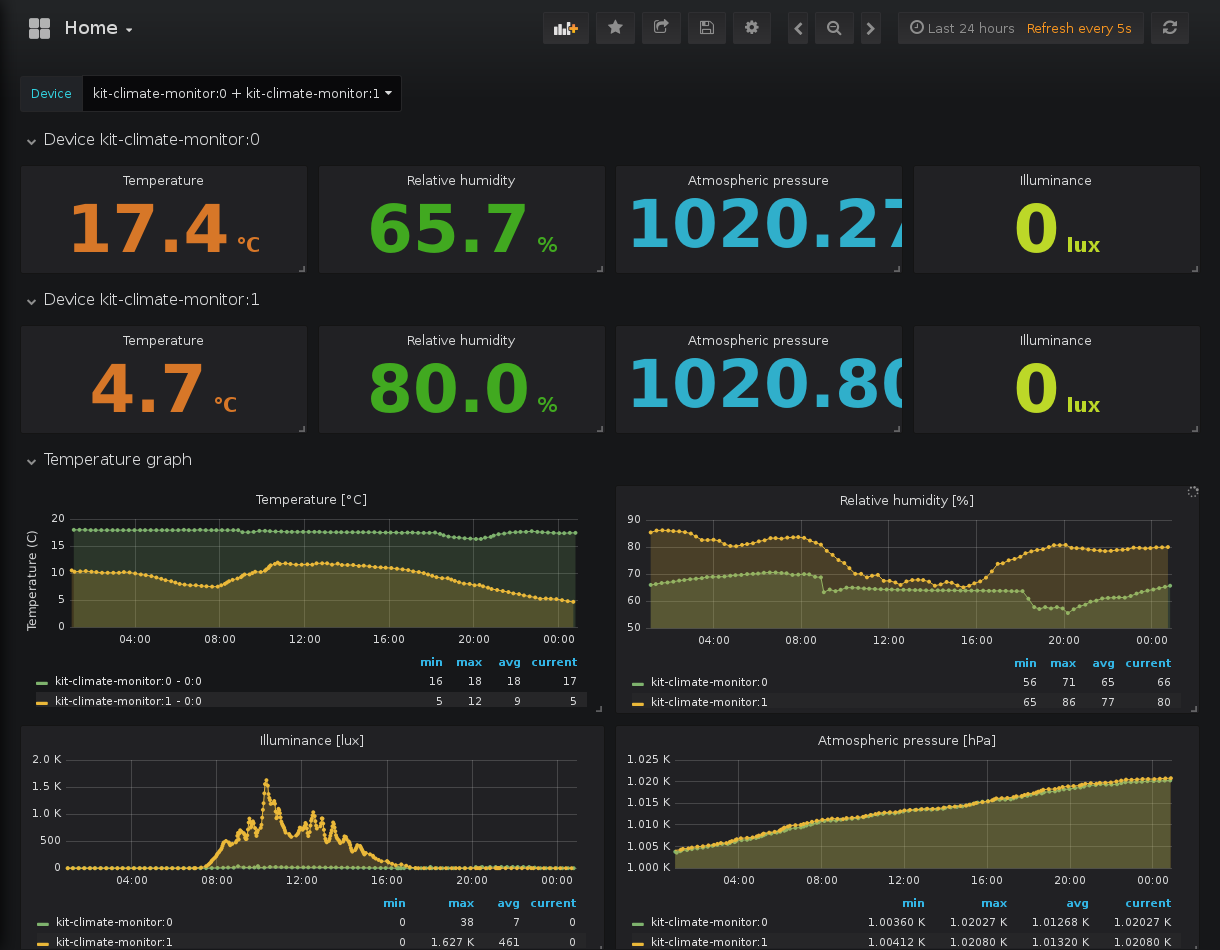 Home
Last 24 hours Refresh every 5s
Device kit-climate-monitor:0 + kit-climate-monitor:1
Device kit-climate-monitor:0
Temperature Relative humidity Atmospheric pressure Illuminance
17.4 °C 65.7 % 1020.27 0 lux
Device kit-climate-monitor:1
Temperature Relative humidity Atmospheric pressure Illuminance
4.7 °C 80.0 % 1020.80 0 lux
Temperature graph
Temperature [°C]
Temperature (C)
20
15
10
5
0
04:00 08:00 12:00 16:00 20:00 00:00
min max avg current
kit-climate-monitor:0 - 0:0 16 18 18 17
kit-climate-monitor:1 - 0:0 5 12 9 5
Relative humidity [%]
90
80
70
60
50
04:00 08:00 12:00 16:00 20:00 00:00
min max avg current
kit-climate-monitor:0 56 71 65 66
kit-climate-monitor:1 65 86 77 80
Illuminance [lux]
2.0 K
1.5 K
1.0 K
500
0
04:00 08:00 12:00 16:00 20:00 00:00
min max avg current
kit-climate-monitor:0 0 38 7 0
kit-climate-monitor:1 0 1.627 K 461 0
Atmospheric pressure [hPa]
1.025 K
1.020 K
1.015 K
1.010 K
1.005 K
1.000 K
04:00 08:00 12:00 16:00 20:00 00:00
min max avg current
kit-climate-monitor:0 1.00360 K 1.02027 K 1.01268 K 1.02027 K
kit-climate-monitor:1 1.00412 K 1.02080 K 1.01320 K 1.02080 K